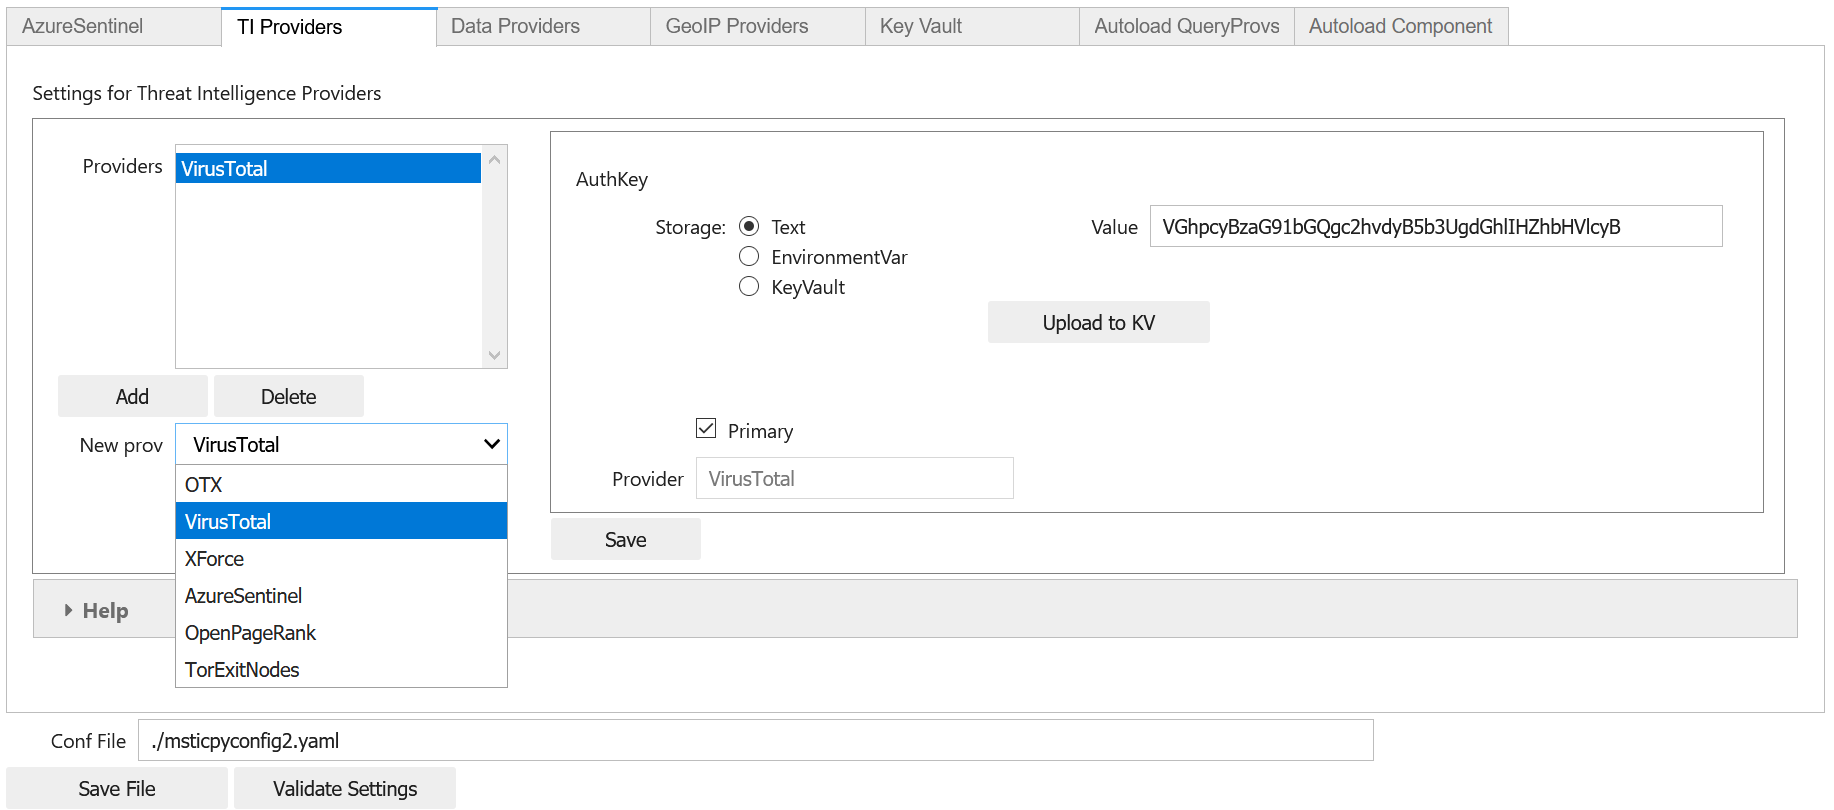 AzureSentinel
TI Providers
Data Providers
GeoIP Providers
Key Vault
Autoload QueryProvs
Autoload Component
Settings for Threat Intelligence Providers
Providers
VirusTotal
Add
Delete
New prov
VirusTotal
OTX
VirusTotal
XForce
AzureSentinel
OpenPageRank
TorExitNodes
AuthKey
Storage:
Text
EnvironmentVar
KeyVault
Value
VGhpcyBzaG91bGQgc2hvdyB5b3UgdGhlIHZhbHVlcyB
Upload to KV
Primary
Provider
VirusTotal
Save
Help
Conf File
./msticpyconfig2.yaml
Save File
Validate Settings